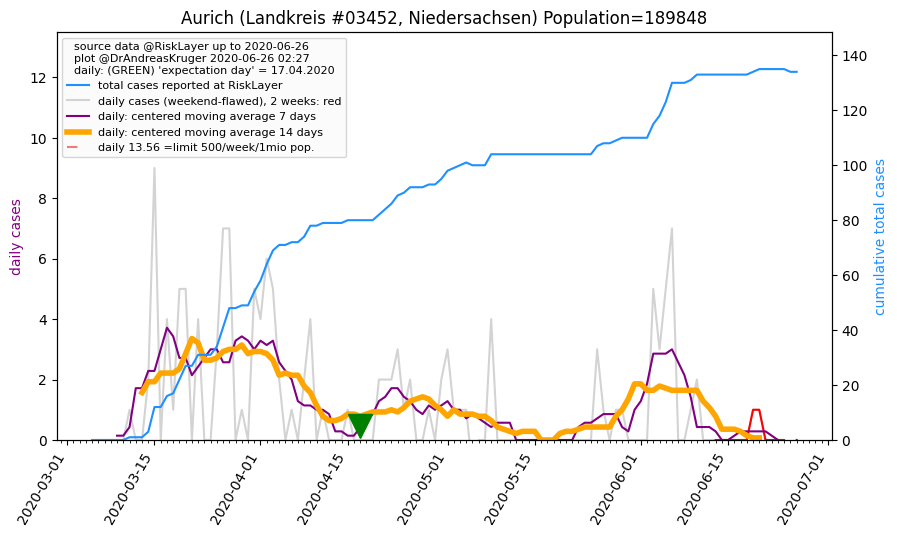 Aurich (Landkreis #03452, Niedersachsen) Population=189848
source data @RiskLayer up to 2020-06-26
plot @DrAndreasKruger 2020-06-26 02:27
daily: (GREEN) 'expectation day' = 17.04.2020
total cases reported at RiskLayer
daily cases (weekend-flawed), 2 weeks: red
daily: centered moving average 7 days
daily: centered moving average 14 days
daily 13.56 =limit 500/week/1mio pop.
daily cases
12
10
8
6
4
2
0
cumulative total cases
140
120
100
80
60
40
20
0
2020-03-01
2020-03-15
2020-04-01
2020-04-15
2020-05-01
2020-05-15
2020-06-01
2020-06-15
2020-07-01